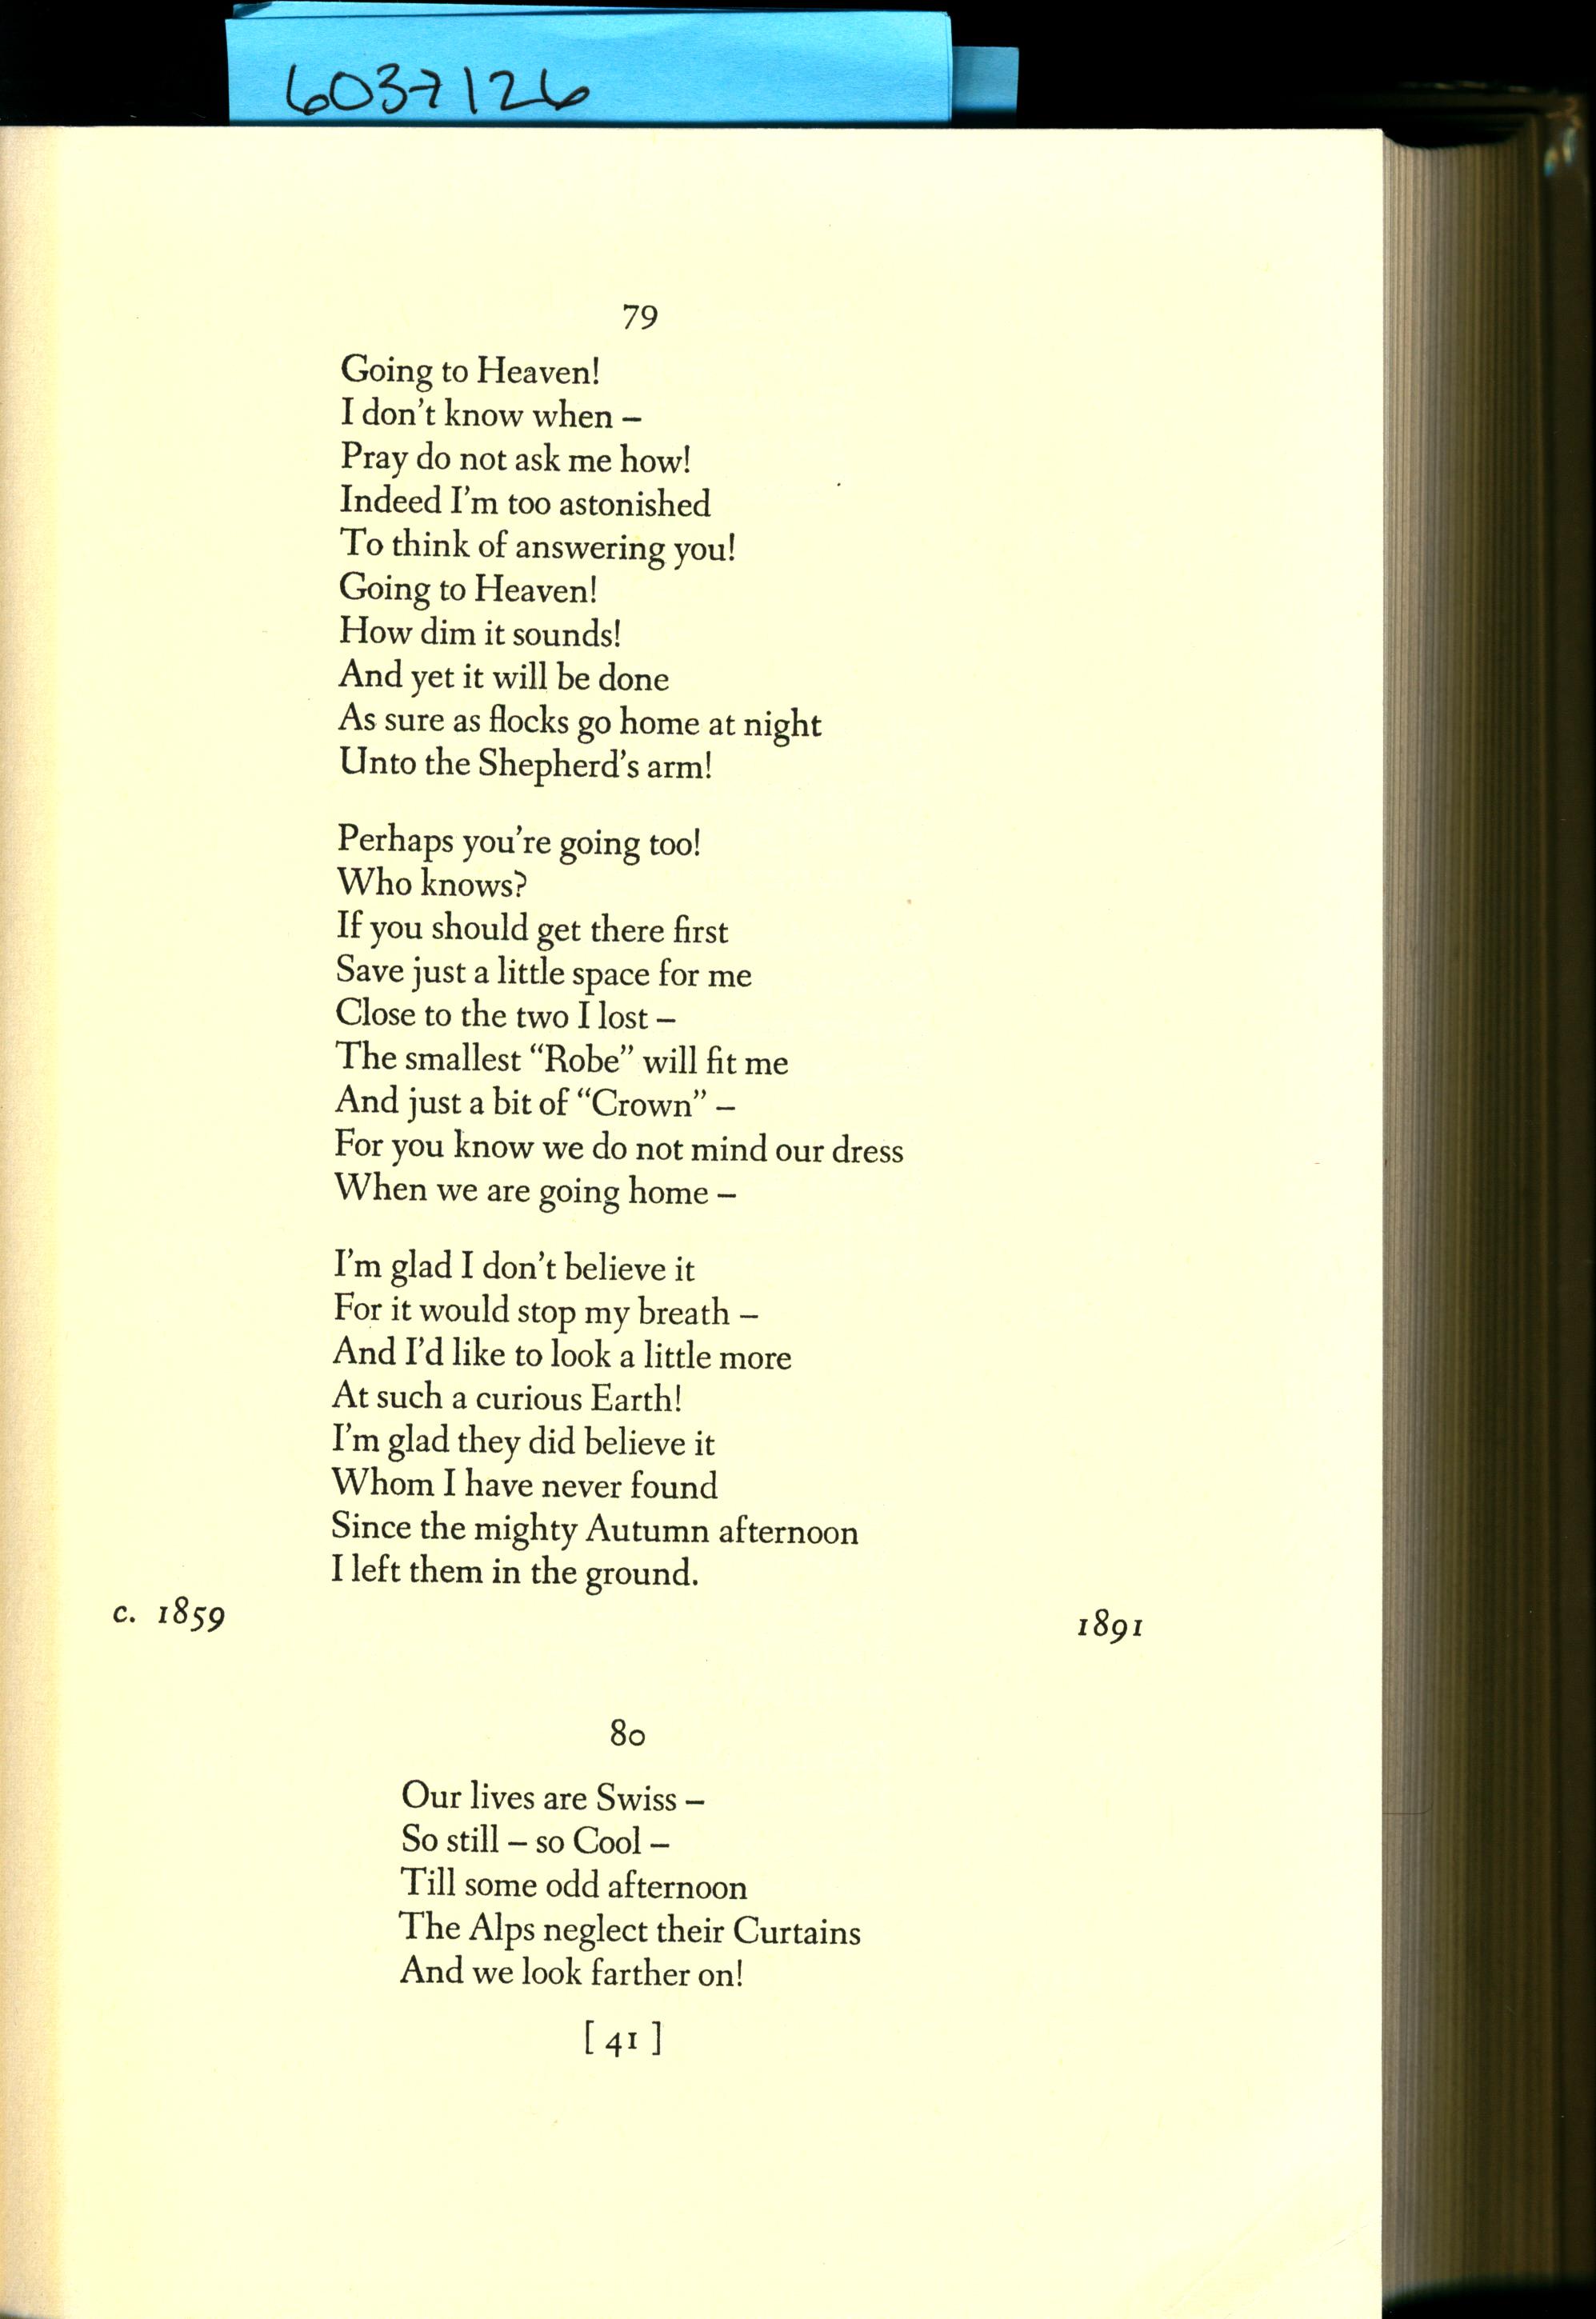 6037126
79
Going to Heaven!
I don't know when –
Pray do not ask me how!
Indeed I'm too astonished
To think of answering you!
Going to Heaven!
How dim it sounds!
And yet it will be done
As sure as flocks go home at night
Unto the Shepherd's arm!
Perhaps you're going too!
Who knows?
If you should get there first
Save just a little space for me
Close to the two I lost –
The smallest “Robe” will fit me
And just a bit of “Crown” –
For you know we do not mind our dress
When we are going home –
I'm glad I don't believe it
For it would stop my breath –
And I'd like to look a little more
At such a curious Earth!
I'm glad they did believe it
Whom I have never found
Since the mighty Autumn afternoon
I left them in the ground.
c. 1859 1891
80
Our lives are Swiss –
So still – so Cool –
Till some odd afternoon
The Alps neglect their Curtains
And we look farther on!
[ 41 ]